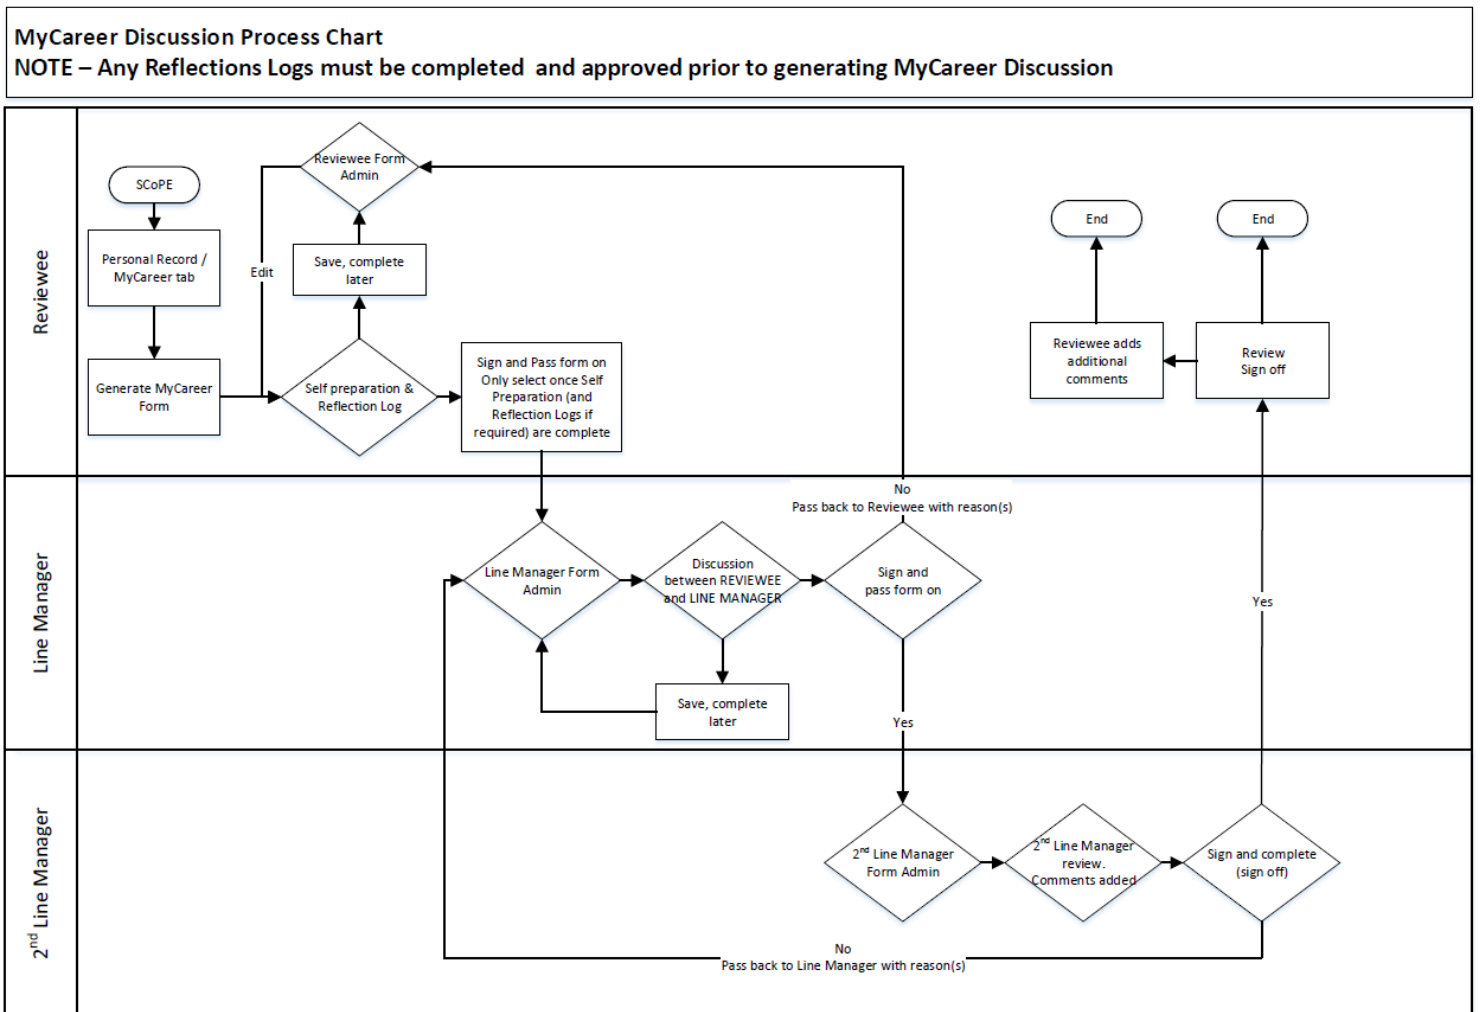 MyCareer Discussion Process Chart
NOTE – Any Reflections Logs must be completed and approved prior to generating MyCareer Discussion
Reviewee
SCoPE
Personal Record /
MyCareer tab
Generate MyCareer
Form
Edit
Reviewee Form
Admin
Save, complete
later
Self preparation &
Reflection Log
Sign and Pass form on
Only select once Self
Preparation (and
Reflection Logs if
required) are complete
End
End
Reviewee adds
additional
comments
Review
Sign off
Line Manager
Line Manager Form
Admin
Discussion
between REVIEWEE
and LINE MANAGER
Save, complete
later
No
Pass back to Reviewee with reason(s)
Sign and
pass form on
Yes
Yes
2nd Line Manager
2nd Line Manager
Form Admin
2nd Line Manager
review.
Comments added
Sign and complete
(sign off)
No
Pass back to Line Manager with reason(s)